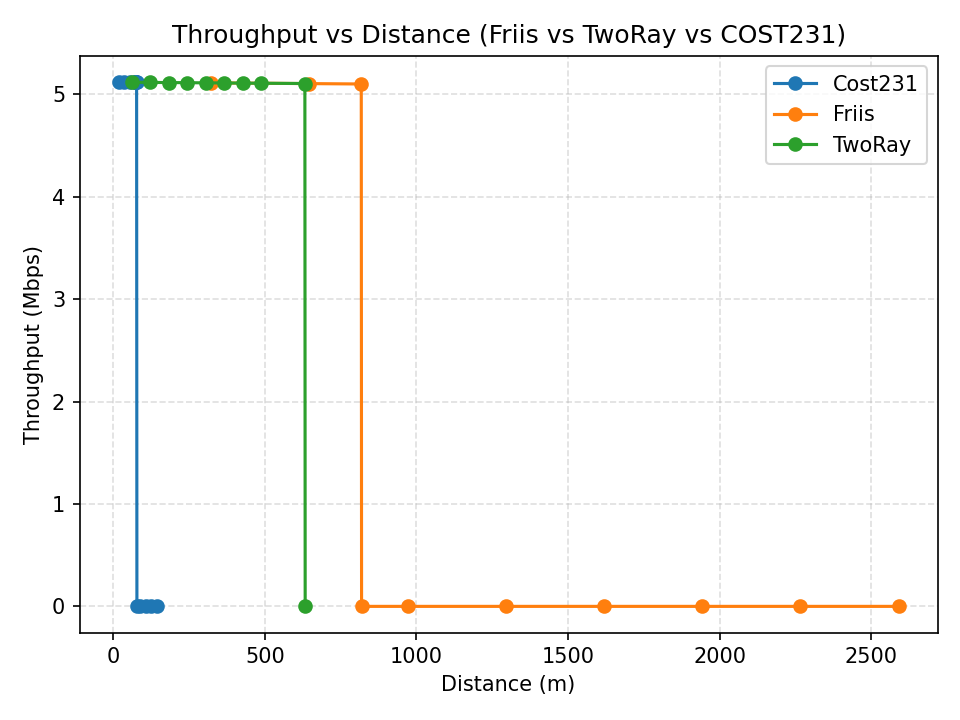 Throughput vs Distance (Friis vs TwoRay vs COST231)
Cost231
Friis
TwoRay
Throughput (Mbps)
5
4
3
2
1
0
0 500 1000 1500 2000 2500
Distance (m)